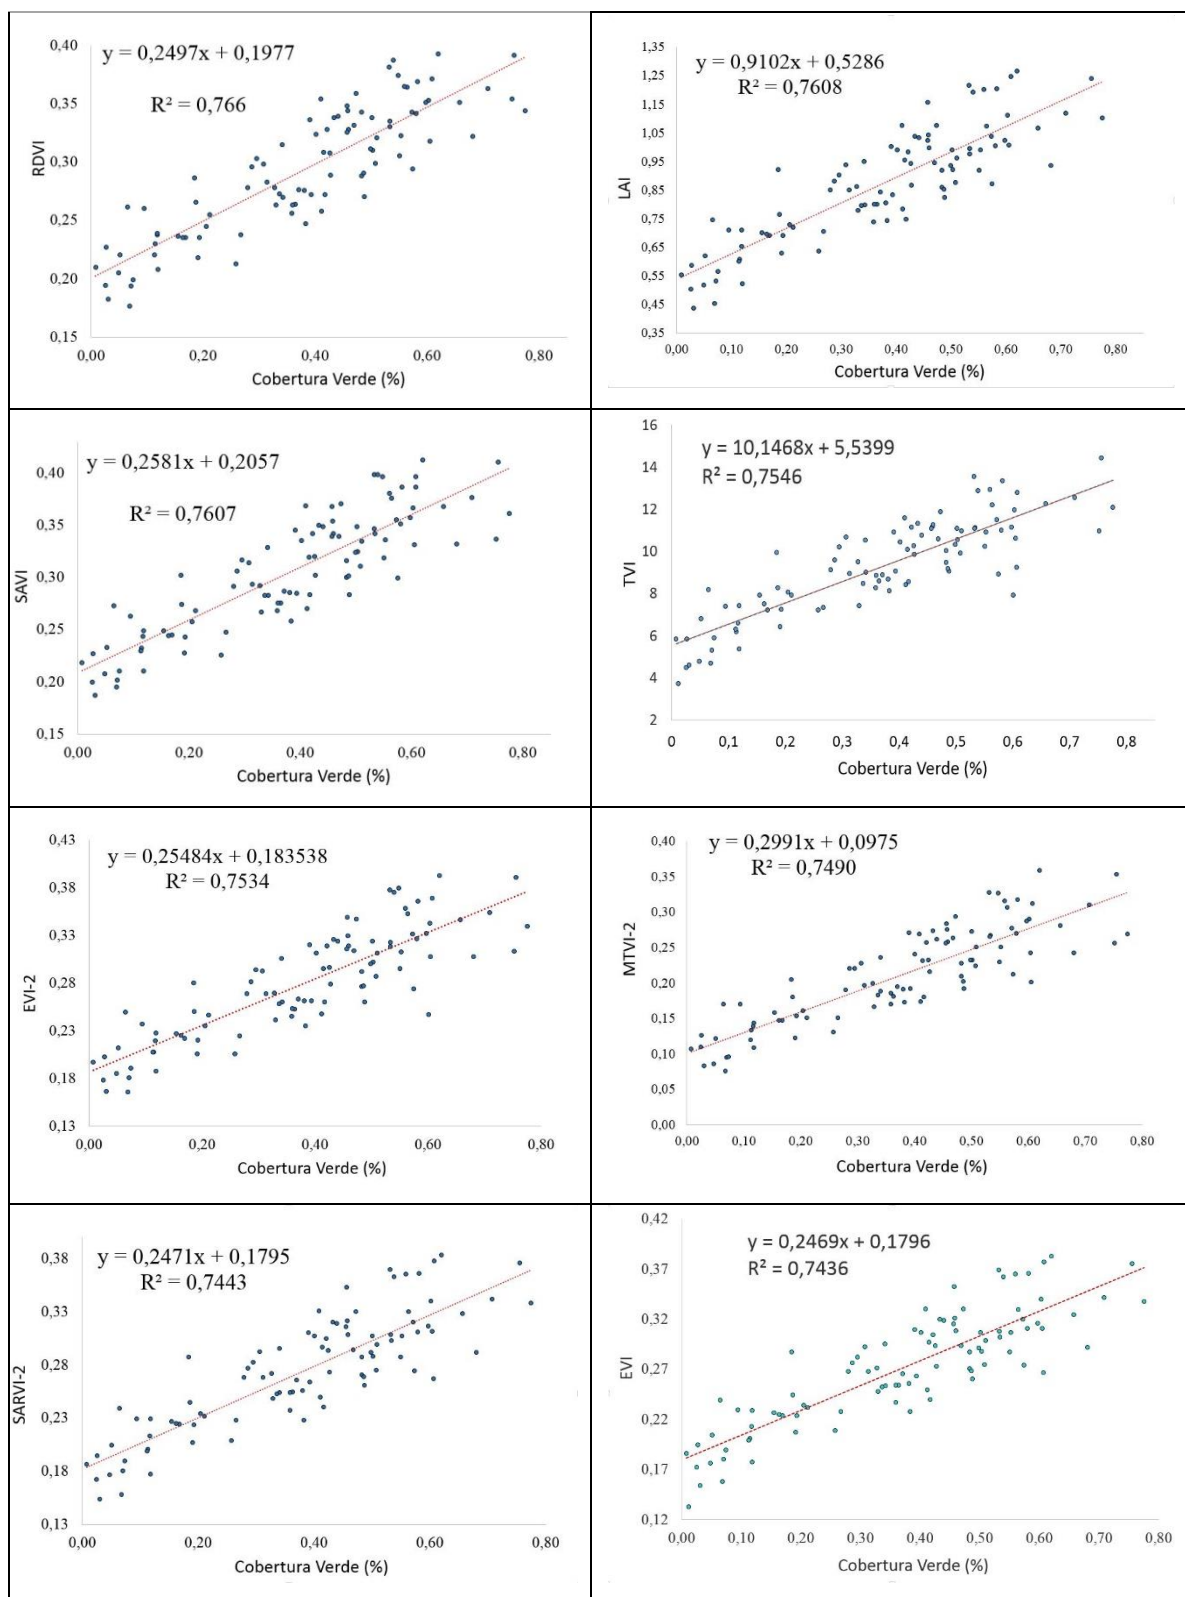 y = 0,2497x + 0,1977
R² = 0,766
0,40
0,35
0,30
0,25
0,20
0,15
RDVI
0,00 0,20 0,40 0,60 0,80
Cobertura Verde (%)
y = 0,9102x + 0,5286
R² = 0,7608
1,35
1,25
1,15
1,05
0,95
0,85
0,75
0,65
0,55
0,45
0,35
LAI
0,00 0,10 0,20 0,30 0,40 0,50 0,60 0,70 0,80
Cobertura Verde (%)
y = 0,2581x + 0,2057
R² = 0,7607
0,40
0,35
0,30
0,25
0,20
0,15
SAVI
0,00 0,20 0,40 0,60 0,80
Cobertura Verde (%)
y = 10,1468x + 5,5399
R² = 0,7546
16
14
12
10
8
6
4
2
TVI
0 0,1 0,2 0,3 0,4 0,5 0,6 0,7 0,8
Cobertura Verde (%)
y = 0,25484x + 0,183538
R² = 0,7534
0,43
0,38
0,33
0,28
0,23
0,18
0,13
EVI-2
0,00 0,20 0,40 0,60 0,80
Cobertura Verde (%)
y = 0,2991x + 0,0975
R² = 0,7490
0,40
0,35
0,30
0,25
0,20
0,15
0,10
0,05
0,00
MTVI-2
0,00 0,10 0,20 0,30 0,40 0,50 0,60 0,70 0,80
Cobertura Verde (%)
y = 0,2471x + 0,1795
R² = 0,7443
0,38
0,33
0,28
0,23
0,18
0,13
SARVI-2
0,00 0,20 0,40 0,60 0,80
Cobertura Verde (%)
y = 0,2469x + 0,1796
R² = 0,7436
0,42
0,37
0,32
0,27
0,22
0,17
0,12
EVI
0,00 0,10 0,20 0,30 0,40 0,50 0,60 0,70 0,80
Cobertura Verde (%)